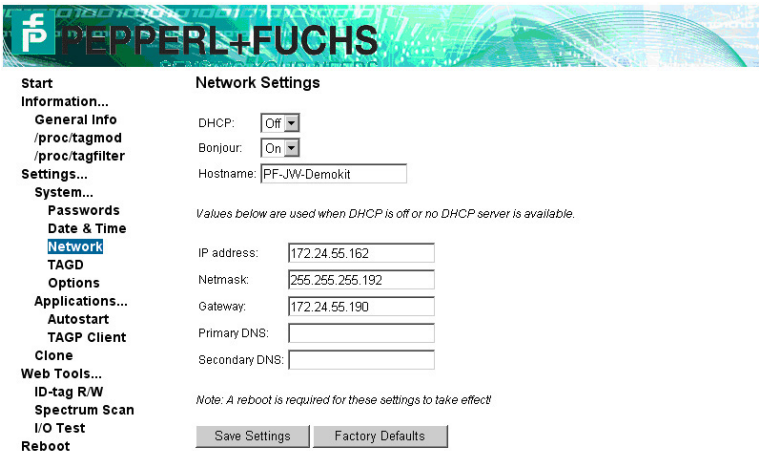 PEPPERL+FUCHS
Start
Information...
General Info
/proc/tagmod
/proc/tagfilter
Settings...
System...
Passwords
Date & Time
Network
TAGD
Options
Applications...
Autostart
TAGP Client
Clone
Web Tools...
ID-tag R/W
Spectrum Scan
I/O Test
Reboot
Network Settings
DHCP: Off
Bonjour: On
Hostname: PF-JW-Demokit
Values below are used when DHCP is off or no DHCP server is available.
IP address: 172.24.55.162
Netmask: 255.255.255.192
Gateway: 172.24.55.190
Primary DNS:
Secondary DNS:
Note: A reboot is required for these settings to take effect!
Save Settings Factory Defaults